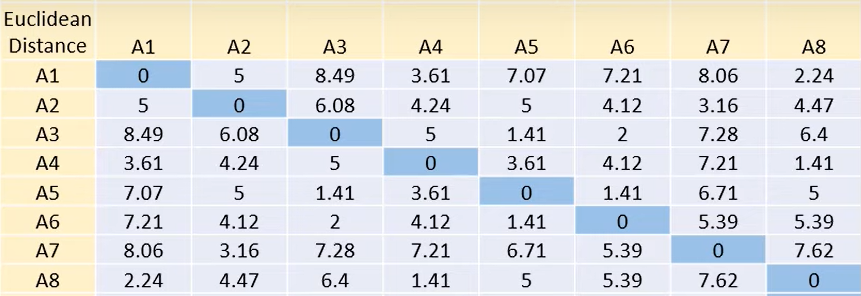 Euclidean
Distance A1 A2 A3 A4 A5 A6 A7 A8
A1 0 5 8.49 3.61 7.07 7.21 8.06 2.24
A2 5 0 6.08 4.24 5 4.12 3.16 4.47
A3 8.49 6.08 0 5 1.41 2 7.28 6.4
A4 3.61 4.24 5 0 3.61 4.12 7.21 1.41
A5 7.07 5 1.41 3.61 0 1.41 6.71 5
A6 7.21 4.12 2 4.12 1.41 0 5.39 5.39
A7 8.06 3.16 7.28 7.21 6.71 5.39 0 7.62
A8 2.24 4.47 6.4 1.41 5 5.39 7.62 0